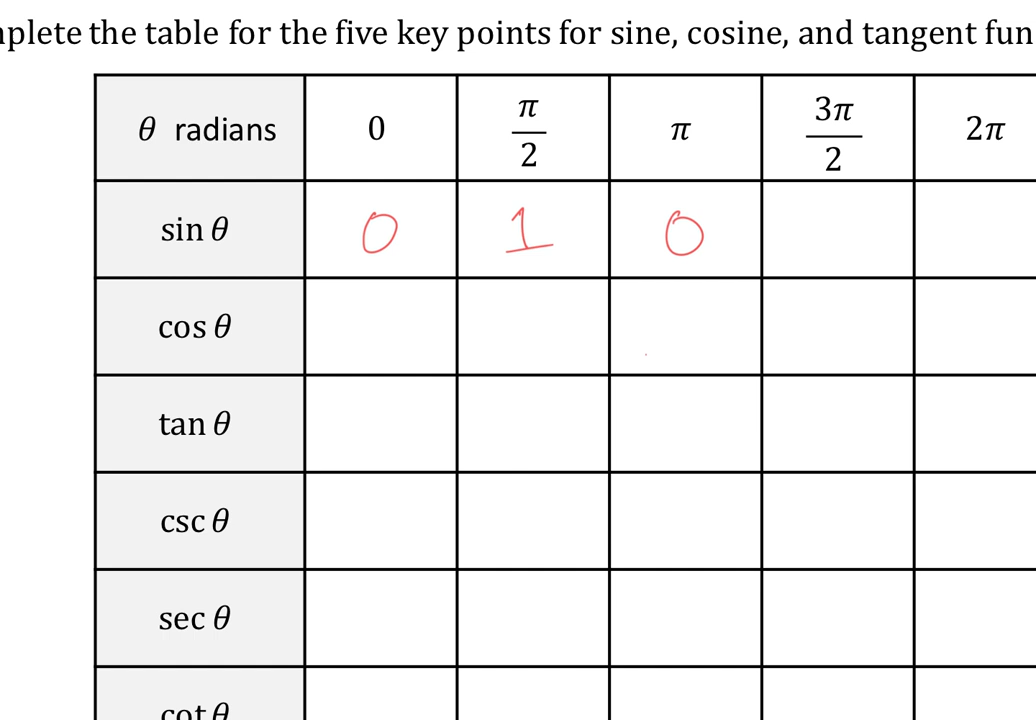 plete the table for the five key points for sine, cosine, and tangent fun
θ radians 0 π/2 π 3π/2 2π
sin θ 0 1 0
cos θ
tan θ
csc θ
sec θ
cot θ